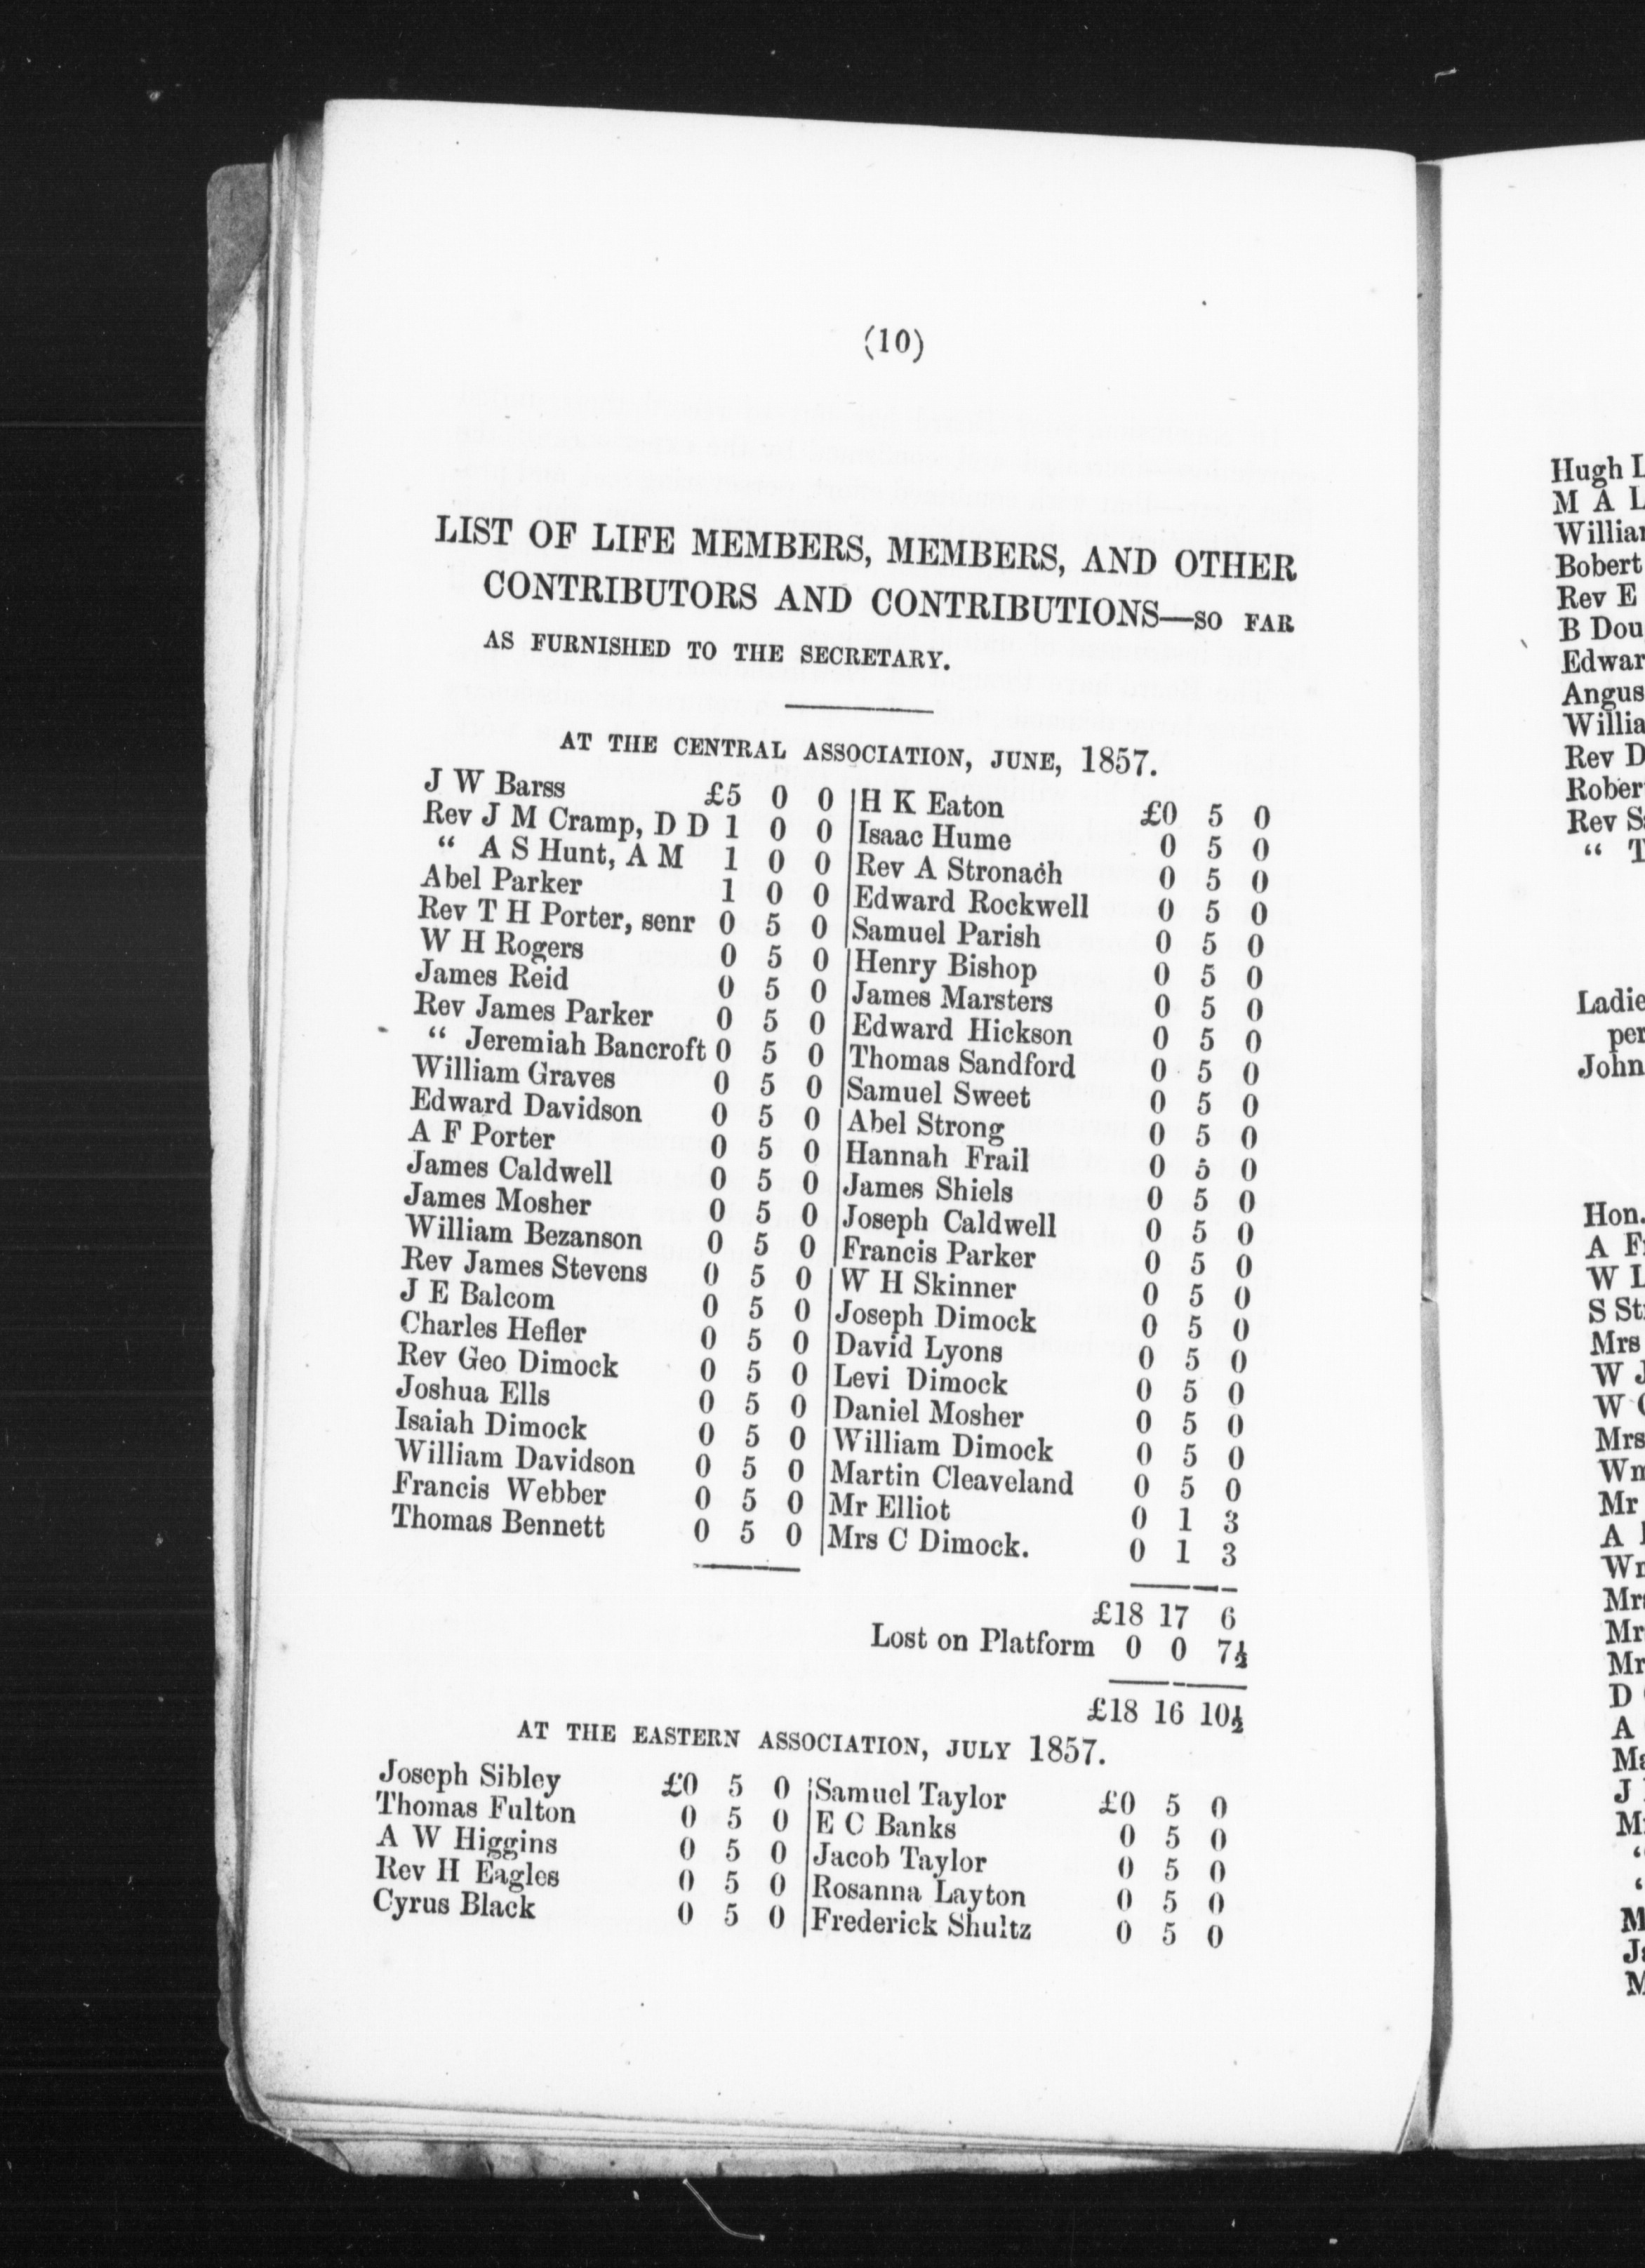 (10)
LIST OF LIFE MEMBERS, MEMBERS, AND OTHER
CONTRIBUTORS AND CONTRIBUTIONS—SO FAR
AS FURNISHED TO THE SECRETARY.
AT THE CENTRAL ASSOCIATION, JUNE, 1857.
J W Barss £5 0 0
Rev J M Cramp, D D 1 0 0
“ A S Hunt, A M 1 0 0
Abel Parker 1 0 0
Rev T H Porter, senr 0 5 0
W H Rogers 0 5 0
James Reid 0 5 0
Rev James Parker 0 5 0
“ Jeremiah Bancroft 0 5 0
William Graves 0 5 0
Edward Davidson 0 5 0
A F Porter 0 5 0
James Caldwell 0 5 0
James Mosher 0 5 0
William Bezanson 0 5 0
Rev James Stevens 0 5 0
J E Balcom 0 5 0
Charles Hefler 0 5 0
Rev Geo Dimock 0 5 0
Joshua Ells 0 5 0
Isaiah Dimock 0 5 0
William Davidson 0 5 0
Francis Webber 0 5 0
Thomas Bennett 0 5 0
H K Eaton £0 5 0
Isaac Hume 0 5 0
Rev A Stronach 0 5 0
Edward Rockwell 0 5 0
Samuel Parish 0 5 0
Henry Bishop 0 5 0
James Marsters 0 5 0
Edward Hickson 0 5 0
Thomas Sandford 0 5 0
Samuel Sweet 0 5 0
Abel Strong 0 5 0
Hannah Frail 0 5 0
James Shiels 0 5 0
Joseph Caldwell 0 5 0
Francis Parker 0 5 0
W H Skinner 0 5 0
Joseph Dimock 0 5 0
David Lyons 0 5 0
Levi Dimock 0 5 0
Daniel Mosher 0 5 0
William Dimock 0 5 0
Martin Cleaveland 0 5 0
Mr Elliot 0 1 3
Mrs C Dimock. 0 1 3
£18 17 6
Lost on Platform 0 0 7½
£18 16 10½
AT THE EASTERN ASSOCIATION, JULY 1857.
Joseph Sibley £0 5 0
Thomas Fulton 0 5 0
A W Higgins 0 5 0
Rev H Eagles 0 5 0
Cyrus Black 0 5 0
Samuel Taylor £0 5 0
E C Banks 0 5 0
Jacob Taylor 0 5 0
Rosanna Layton 0 5 0
Frederick Shultz 0 5 0
Hugh
M A
Bobert
Rev E
B
Rev
Rev
“
John
Hon.
A
W
S
Mrs
W
W
Mrs
Mr
A
D
A
J